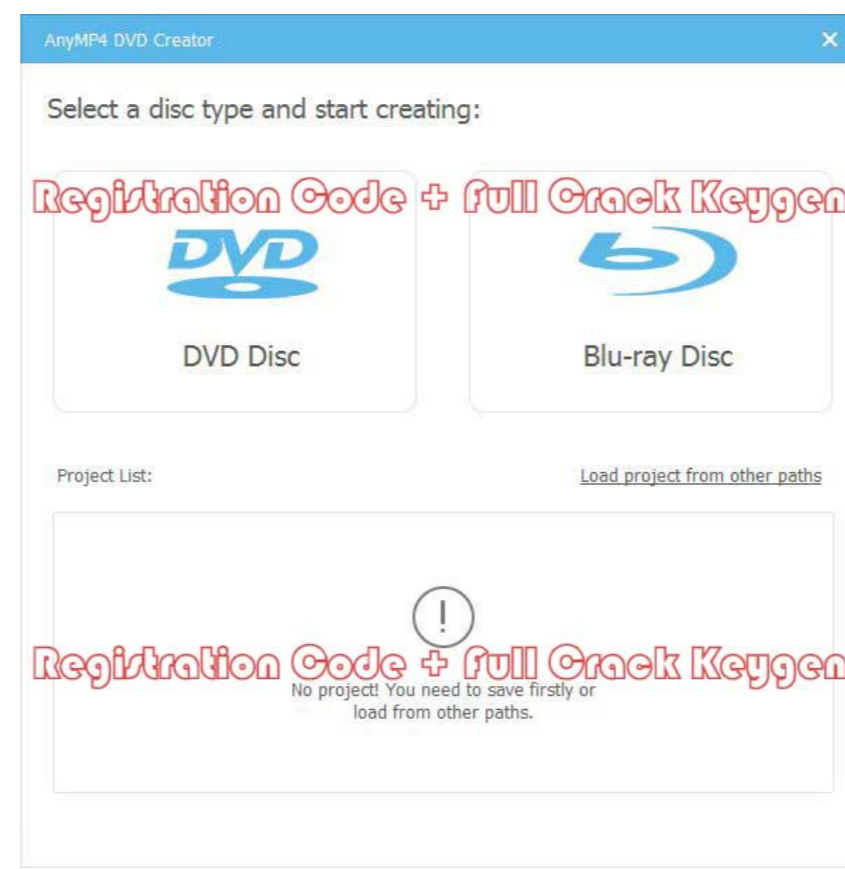 AnyMP4 DVD Creator
Select a disc type and start creating:
Registration Code + Full Crack Keygen
DVD
DVD Disc
Blu-ray Disc
Project List:
Load project from other paths
Registration Code + Full Crack Keygen
No project! You need to save firstly or
load from other paths.